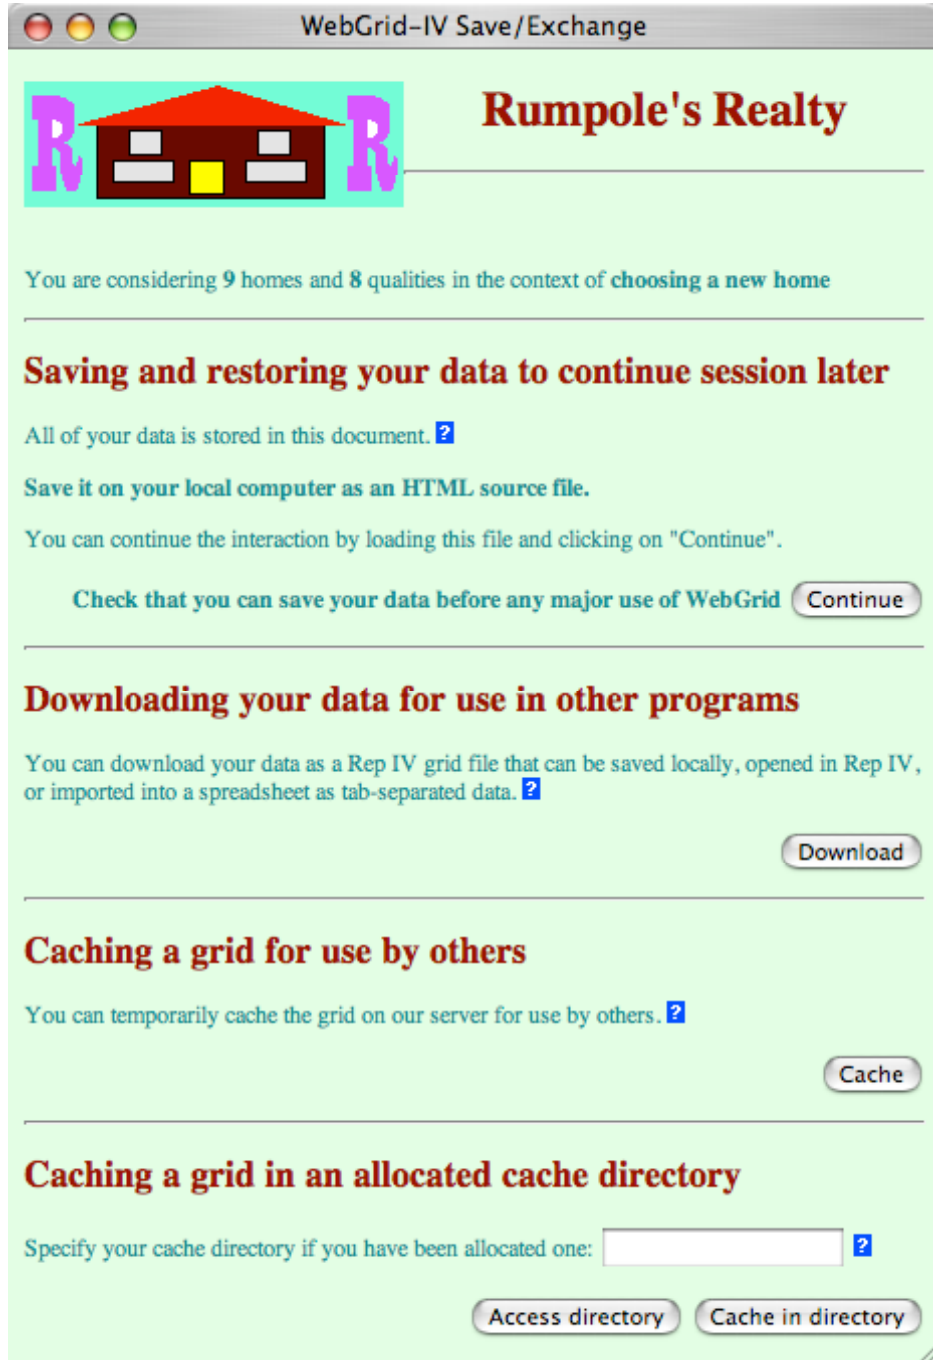 WebGrid-IV Save/Exchange
R R
Rumpole's Realty
You are considering 9 homes and 8 qualities in the context of choosing a new home
Saving and restoring your data to continue session later
All of your data is stored in this document. ?
Save it on your local computer as an HTML source file.
You can continue the interaction by loading this file and clicking on "Continue".
Check that you can save your data before any major use of WebGrid Continue
Downloading your data for use in other programs
You can download your data as a Rep IV grid file that can be saved locally, opened in Rep IV,
or imported into a spreadsheet as tab-separated data. ?
Download
Caching a grid for use by others
You can temporarily cache the grid on our server for use by others. ?
Cache
Caching a grid in an allocated cache directory
Specify your cache directory if you have been allocated one: ?
Access directory Cache in directory